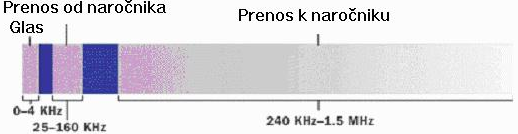 Prenos od naročnika
Prenos k naročniku
Glas
0–4 KHz
25–160 KHz
240 KHz–1.5 MHz